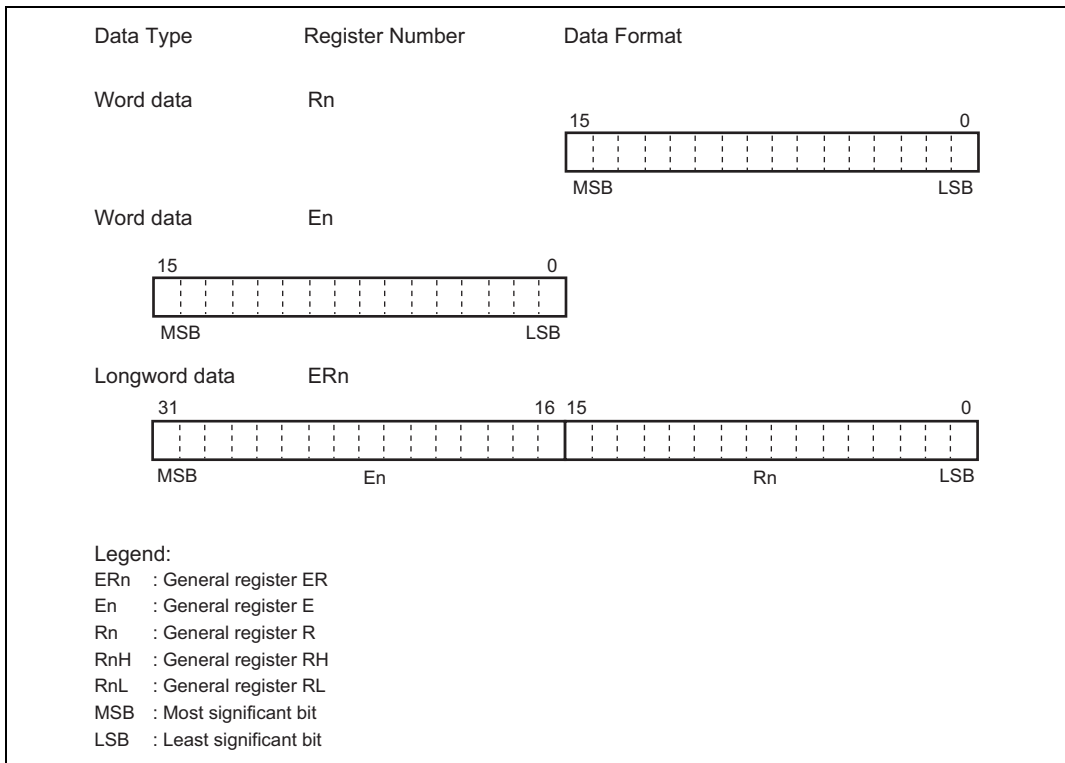 Data Type Register Number Data Format
Word data Rn
15 0
MSB LSB
Word data En
15 0
MSB LSB
Longword data ERn
31 16 15 0
MSB En Rn LSB
Legend:
ERn : General register ER
En : General register E
Rn : General register R
RnH : General register RH
RnL : General register RL
MSB : Most significant bit
LSB : Least significant bit